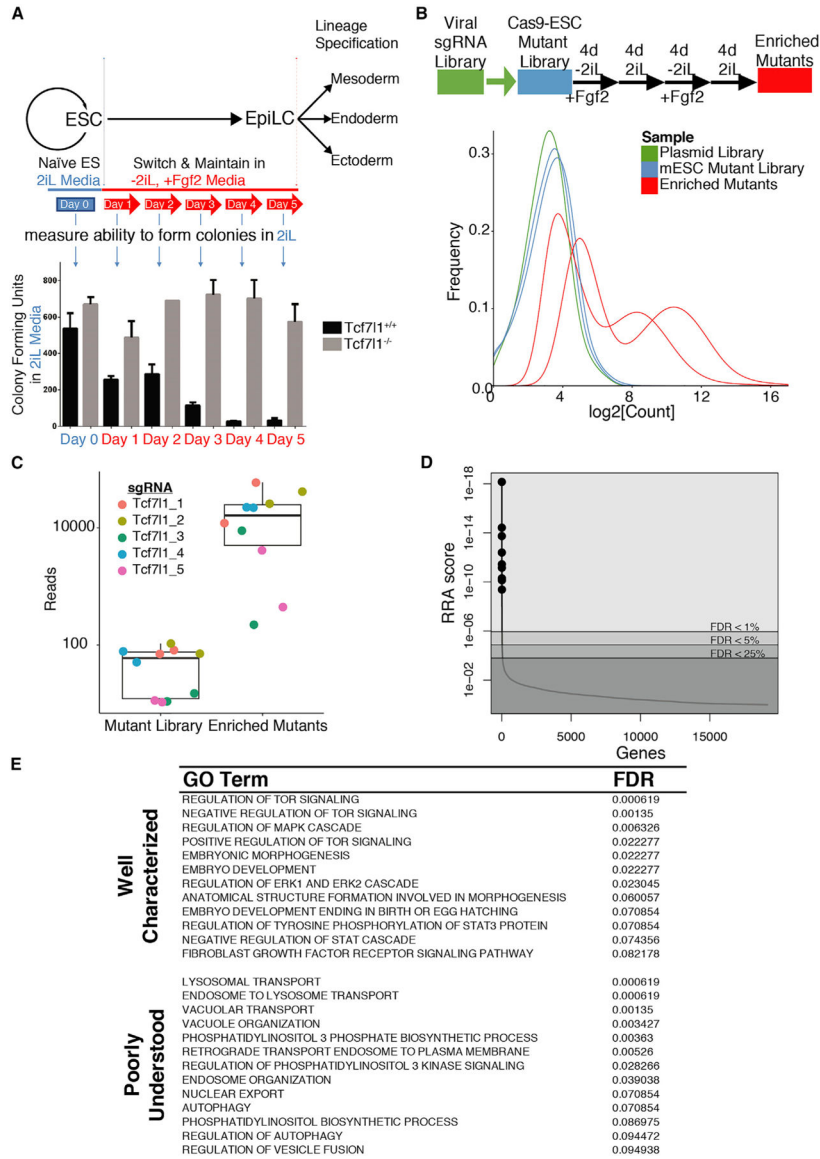 A
Lineage
Specification
Mesoderm
ESC
EpiLC
Endoderm
Ectoderm
Naïve ES
2iL Media
Switch & Maintain in
-2iL, +Fgf2 Media
Day 0
Day 1
Day 2
Day 3
Day 4
Day 5
measure ability to form colonies in 2iL
Colony Forming Units
in 2iL Media
800
600
400
200
0
Tcf7l1+/+
Tcf7l1-/-
Day 0
Day 1
Day 2
Day 3
Day 4
Day 5
B
Viral
sgRNA
Library
Cas9-ESC
Mutant
Library
4d
-2iL
+Fgf2
4d
2iL
4d
-2iL
+Fgf2
4d
2iL
Enriched
Mutants
Sample
Plasmid Library
mESC Mutant Library
Enriched Mutants
Frequency
0.3
0.2
0.1
0.0
0
4
8
12
16
log2[Count]
C
sgRNA
Tcf7l1_1
Tcf7l1_2
Tcf7l1_3
Tcf7l1_4
Tcf7l1_5
Reads
10000
100
Mutant Library
Enriched Mutants
D
RRA score
1e-18
1e-14
1e-10
1e-06
1e-02
FDR < 1%
FDR < 5%
FDR < 25%
0
5000
10000
15000
Genes
E
GO Term FDR
Well
Characterized
REGULATION OF TOR SIGNALING 0.000619
NEGATIVE REGULATION OF TOR SIGNALING 0.00135
REGULATION OF MAPK CASCADE 0.006326
POSITIVE REGULATION OF TOR SIGNALING 0.022277
EMBRYONIC MORPHOGENESIS 0.022277
EMBRYO DEVELOPMENT 0.022277
REGULATION OF ERK1 AND ERK2 CASCADE 0.023045
ANATOMICAL STRUCTURE FORMATION INVOLVED IN MORPHOGENESIS 0.060057
EMBRYO DEVELOPMENT ENDING IN BIRTH OR EGG HATCHING 0.070854
REGULATION OF TYROSINE PHOSPHORYLATION OF STAT3 PROTEIN 0.070854
NEGATIVE REGULATION OF STAT CASCADE 0.074356
FIBROBLAST GROWTH FACTOR RECEPTOR SIGNALING PATHWAY 0.082178
Poorly
Understood
LYSOSOMAL TRANSPORT 0.000619
ENDOSOME TO LYSOSOME TRANSPORT 0.000619
VACUOLAR TRANSPORT 0.00135
VACUOLE ORGANIZATION 0.003427
PHOSPHATIDYLINOSITOL 3 PHOSPHATE BIOSYNTHETIC PROCESS 0.00363
RETROGRADE TRANSPORT ENDOSOME TO PLASMA MEMBRANE 0.00526
REGULATION OF PHOSPHATIDYLINOSITOL 3 KINASE SIGNALING 0.028266
ENDOSOME ORGANIZATION 0.039038
NUCLEAR EXPORT 0.070854
AUTOPHAGY 0.070854
PHOSPHATIDYLINOSITOL BIOSYNTHETIC PROCESS 0.086975
REGULATION OF AUTOPHAGY 0.094472
REGULATION OF VESICLE FUSION 0.094938